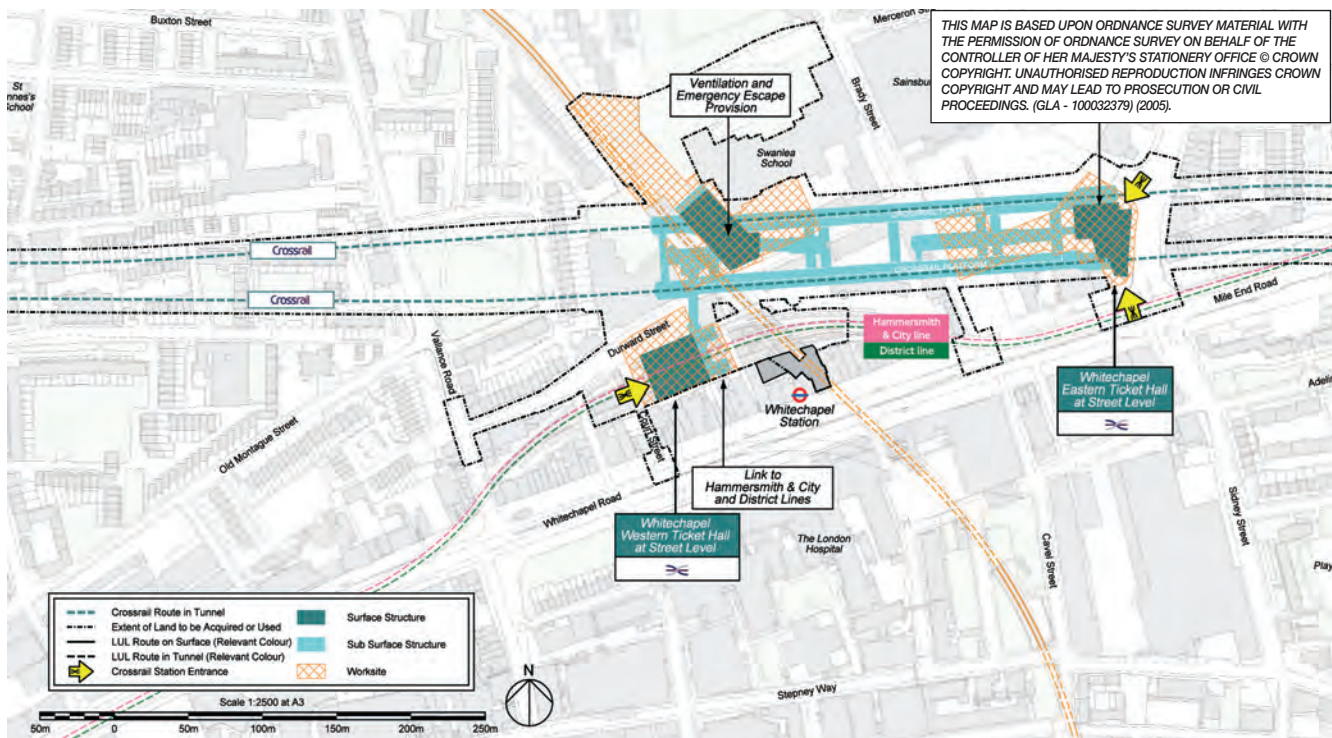 Buxton Street
Merceron
THIS MAP IS BASED UPON ORDNANCE SURVEY MATERIAL WITH
THE PERMISSION OF ORDNANCE SURVEY ON BEHALF OF THE
CONTROLLER OF HER MAJESTY'S STATIONERY OFFICE © CROWN
COPYRIGHT. UNAUTHORISED REPRODUCTION INFRINGES CROWN
COPYRIGHT AND MAY LEAD TO PROSECUTION OR CIVIL
PROCEEDINGS. (GLA - 100032379) (2005).
St
nnes's
School
Ventilation and
Emergency Escape
Provision
Brady Street
Sainsbu
Swanlea
School
Crossrail
Crossrail
Mile End Road
Hammersmith
& City line
District line
Durward Street
Vallance Road
Whitechapel
Station
Whitechapel
Eastern Ticket Hall
at Street Level
Adelin
Court Street
Old Montague Street
Link to
Hammersmith & City
and District Lines
Whitechapel Road
Whitechapel
Western Ticket Hall
at Street Level
The London
Hospital
Cavel Street
Sidney Street
Play
Stepney Way
Crossrail Route in Tunnel
Extent of Land to be Acquired or Used
LUL Route on Surface (Relevant Colour)
LUL Route in Tunnel (Relevant Colour)
Crossrail Station Entrance
Surface Structure
Sub Surface Structure
Worksite
Scale 1:2500 at A3
50m 0 50m 100m 150m 200m 250m
N